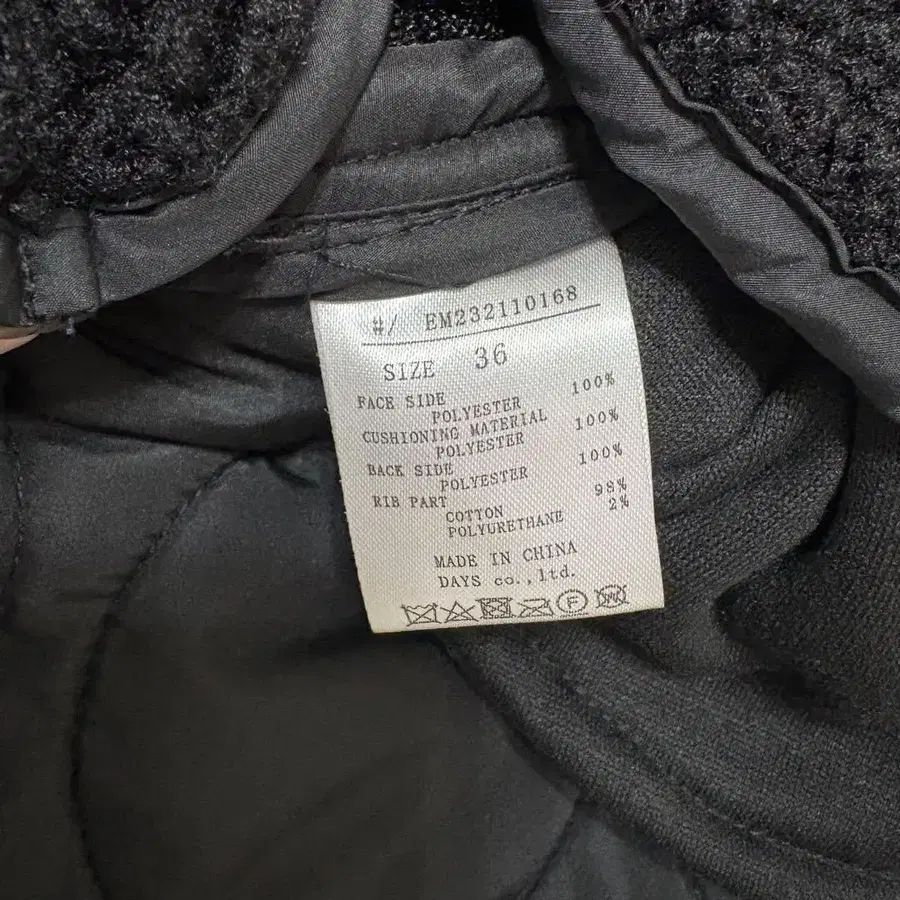 #/ EM232110168
SIZE 36
FACE SIDE
POLYESTER 100%
CUSHIONING MATERIAL
POLYESTER 100%
BACK SIDE
POLYESTER 100%
RIB PART
COTTON 98%
POLYURETHANE 2%
MADE IN CHINA
DAYS co.,ltd.
F W